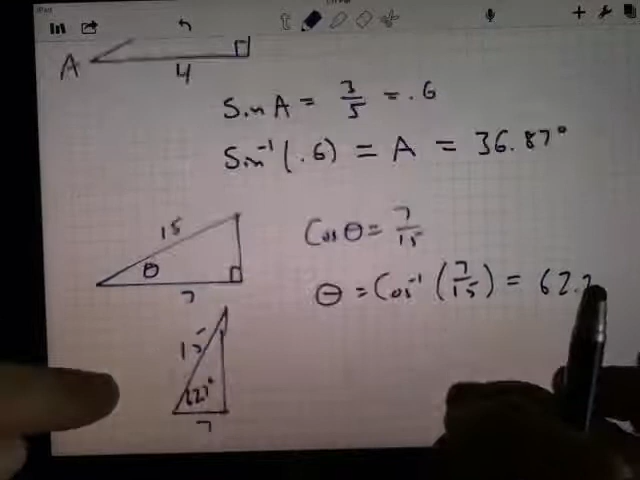 A
4
Sin A = 3/5 = .6
Sin⁻¹(.6) = A = 36.87°
15
θ
7
Cos θ = 7/15
θ = Cos⁻¹(7/15) = 62.2
15
7